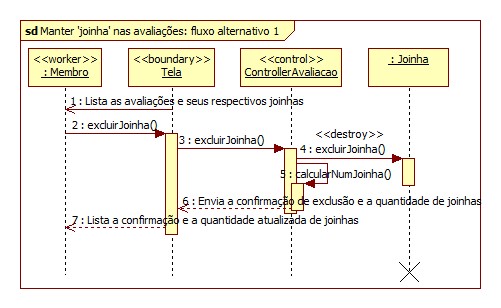 sd Manter 'joinha' nas avaliações: fluxo alternativo 1
<<worker>>
: Membro
<<boundary>>
Tela
<<control>>
ControllerAvaliacao
: Joinha
1 : Lista as avaliações e seus respectivos joinhas
2 : excluirJoinha()
3 : excluirJoinha()
<<destroy>>
4 : excluirJoinha()
5 : calcularNumJoinha()
6 : Envia a confirmação de exclusão e a quantidade de joinhas
7 : Lista a confirmação e a quantidade atualizada de joinhas